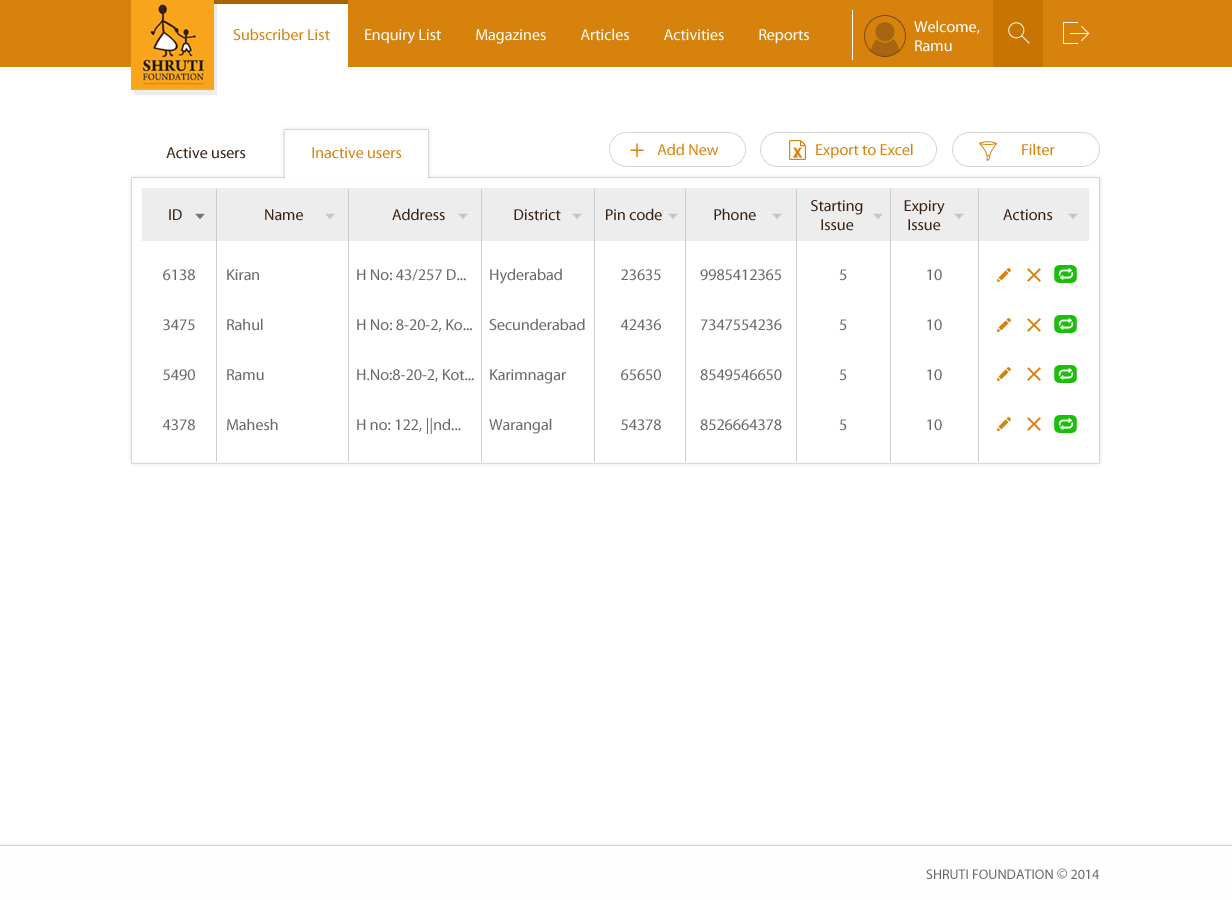 SHRUTI
FOUNDATION
Subscriber List Enquiry List Magazines Articles Activities Reports
Welcome,
Ramu
Active users Inactive users Add New Export to Excel Filter
ID Name Address District Pin code Phone Starting Issue Expiry Issue Actions
6138 Kiran H No: 43/257 D... Hyderabad 23635 9985412365 5 10
3475 Rahul H No: 8-20-2, Ko... Secunderabad 42436 7347554236 5 10
5490 Ramu H.No:8-20-2, Kot... Karimnagar 65650 8549546650 5 10
4378 Mahesh H no: 122, ||nd... Warangal 54378 8526664378 5 10
SHRUTI FOUNDATION © 2014